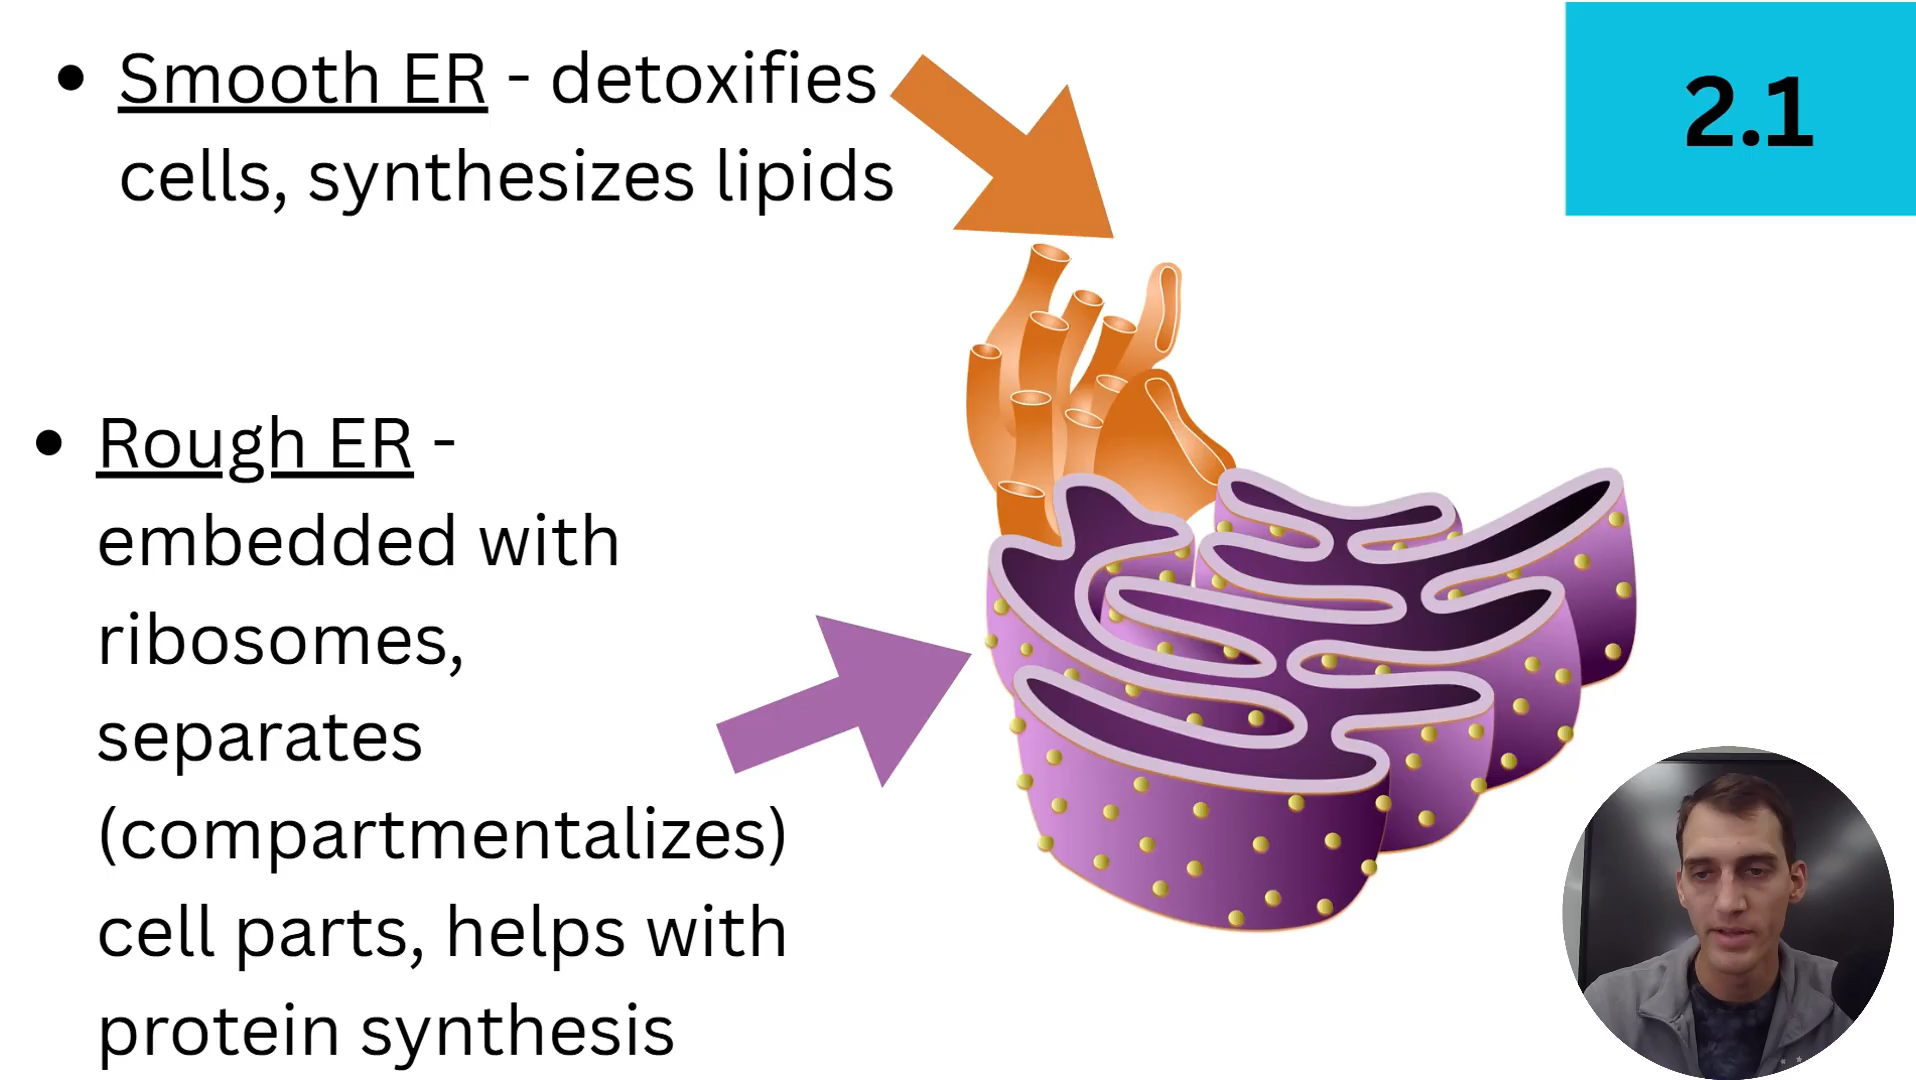 • Smooth ER - detoxifies
cells, synthesizes lipids
2.1
• Rough ER -
embedded with
ribosomes,
separates
(compartmentalizes)
cell parts, helps with
protein synthesis